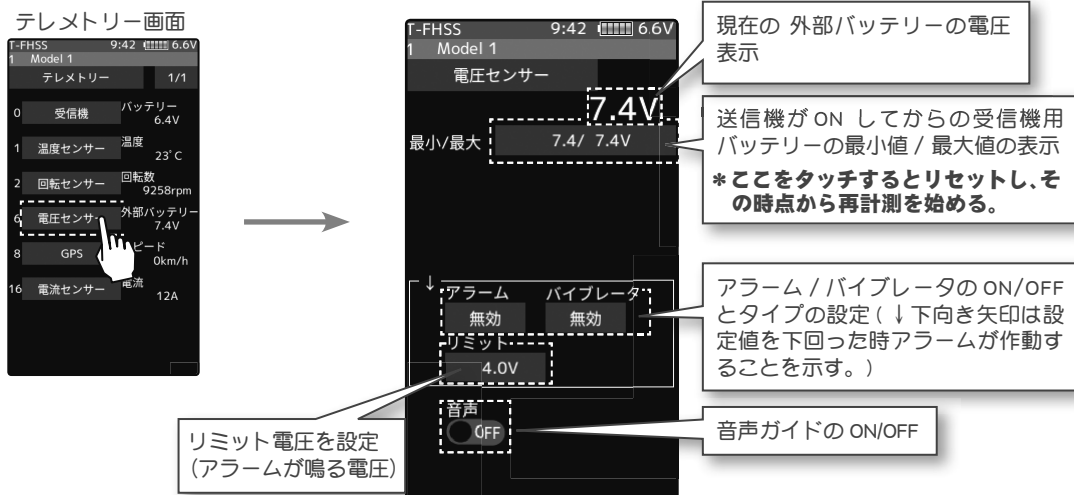 テレメトリー画面
T-FHSS 9:42 6.6V
1 Model 1
テレメトリー 1/1
0 受信機 バッテリー
6.4V
1 温度センサー 温度
23°C
2 回転センサー 回転数
9258rpm
6 電圧センサー 外部バッテリー
7.4V
8 GPS ピード
0km/h
16 電流センサー 電流
12A
T-FHSS 9:42 6.6V
1 Model 1
電圧センサー
7.4V
最小/最大 7.4/ 7.4V
↓
アラーム バイブレータ
無効 無効
リミット
4.0V
音声
OFF
現在の 外部バッテリーの電圧
表示
送信機が ON してからの受信機用
バッテリーの最小値 / 最大値の表示
＊ここをタッチするとリセットし、そ
の時点から再計測を始める。
アラーム / バイブレータの ON/OFF
とタイプの設定 ( ↓下向き矢印は設
定値を下回った時アラームが作動す
ることを示す。)
音声ガイドの ON/OFF
リミット電圧を設定
(アラームが鳴る電圧)